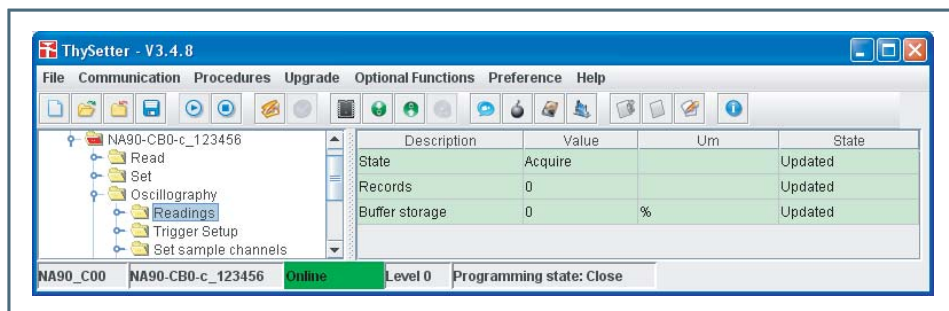 ThySetter - V3.4.8
File Communication Procedures Upgrade Optional Functions Preference Help
NA90-CB0-c_123456
Read
Set
Oscillography
Readings
Trigger Setup
Set sample channels
Description Value Um State
State Acquire Updated
Records 0 Updated
Buffer storage 0 % Updated
NA90_C00 NA90-CB0-c_123456 Online Level 0 Programming state: Close